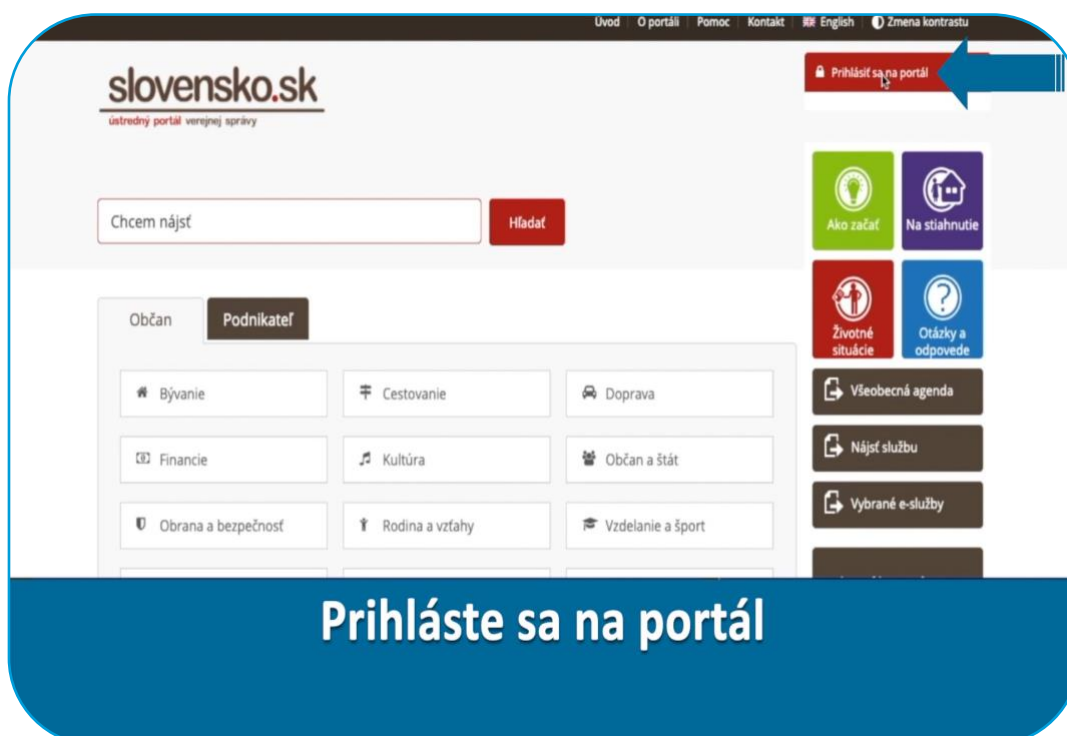 Úvod O portáli Pomoc Kontakt English Zmena kontrastu
slovensko.sk
ústredný portál verejnej správy
Prihlásiť sa na portál
Chcem nájsť
Hľadať
Ako začať
Na stiahnutie
Životné
situácie
Otázky a
odpovede
Občan
Podnikateľ
Bývanie
Cestovanie
Doprava
Financie
Kultúra
Občan a štát
Obrana a bezpečnosť
Rodina a vzťahy
Vzdelanie a šport
Všeobecná agenda
Nájsť službu
Vybrané e-služby
Prihláste sa na portál